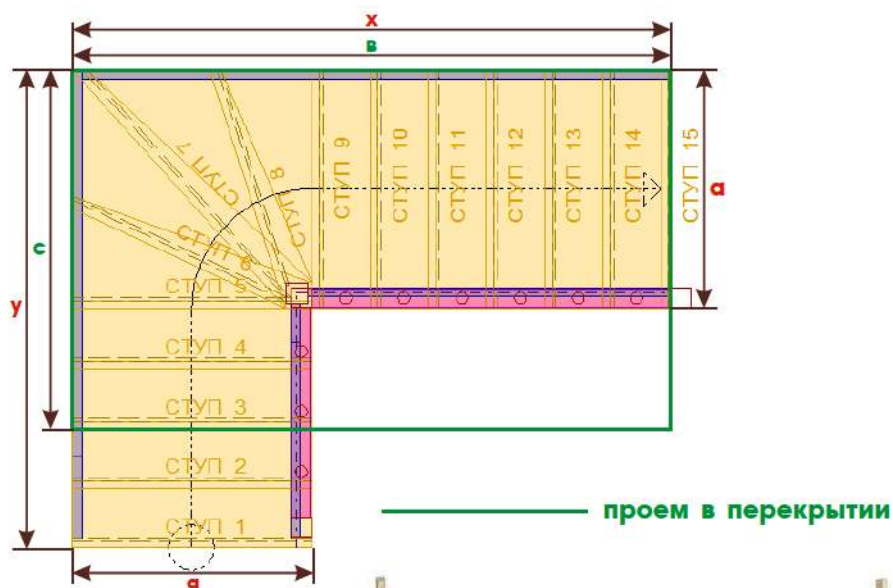 x
в
СТУП 7
СТУП 8
СТУП 9
СТУП 10
СТУП 11
СТУП 12
СТУП 13
СТУП 14
СТУП 15
a
c
y
СТУП 6
СТУП 5
СТУП 4
СТУП 3
СТУП 2
СТУП 1
проем в перекрытии
a